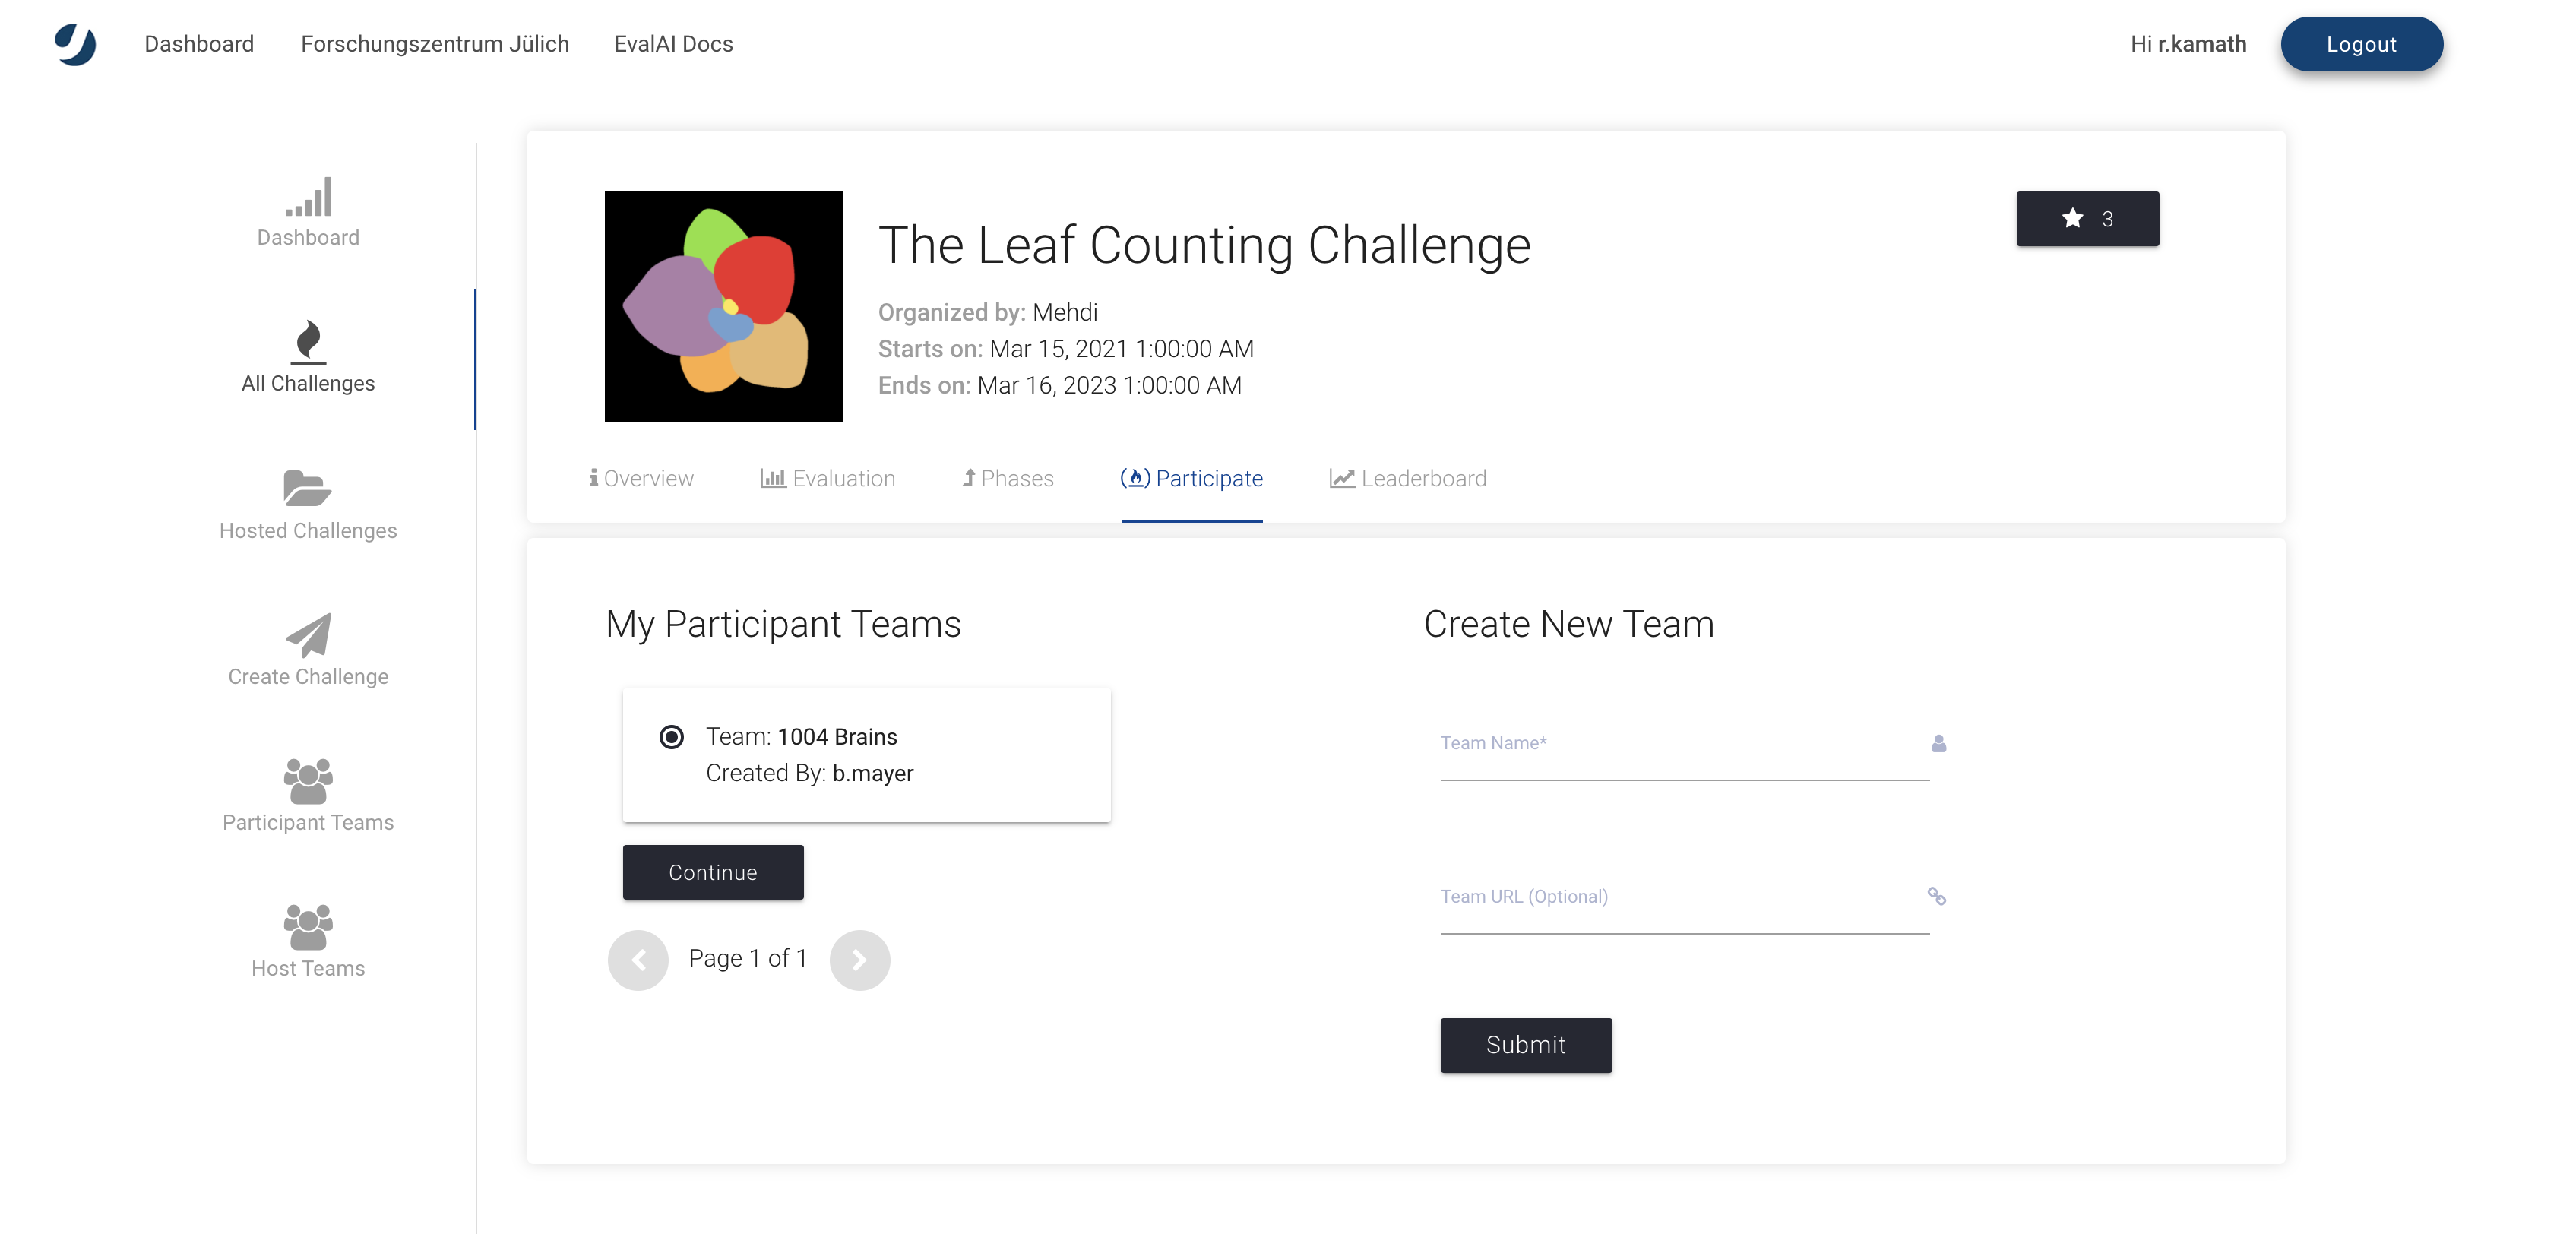 Dashboard Forschungszentrum Jülich EvalAI Docs Hi r.kamath Logout
Dashboard
All Challenges
Hosted Challenges
Create Challenge
Participant Teams
Host Teams
The Leaf Counting Challenge
3
Organized by: Mehdi
Starts on: Mar 15, 2021 1:00:00 AM
Ends on: Mar 16, 2023 1:00:00 AM
Overview Evaluation Phases Participate Leaderboard
My Participant Teams
Team: 1004 Brains
Created By: b.mayer
Continue
Page 1 of 1
Create New Team
Team Name*
Team URL (Optional)
Submit